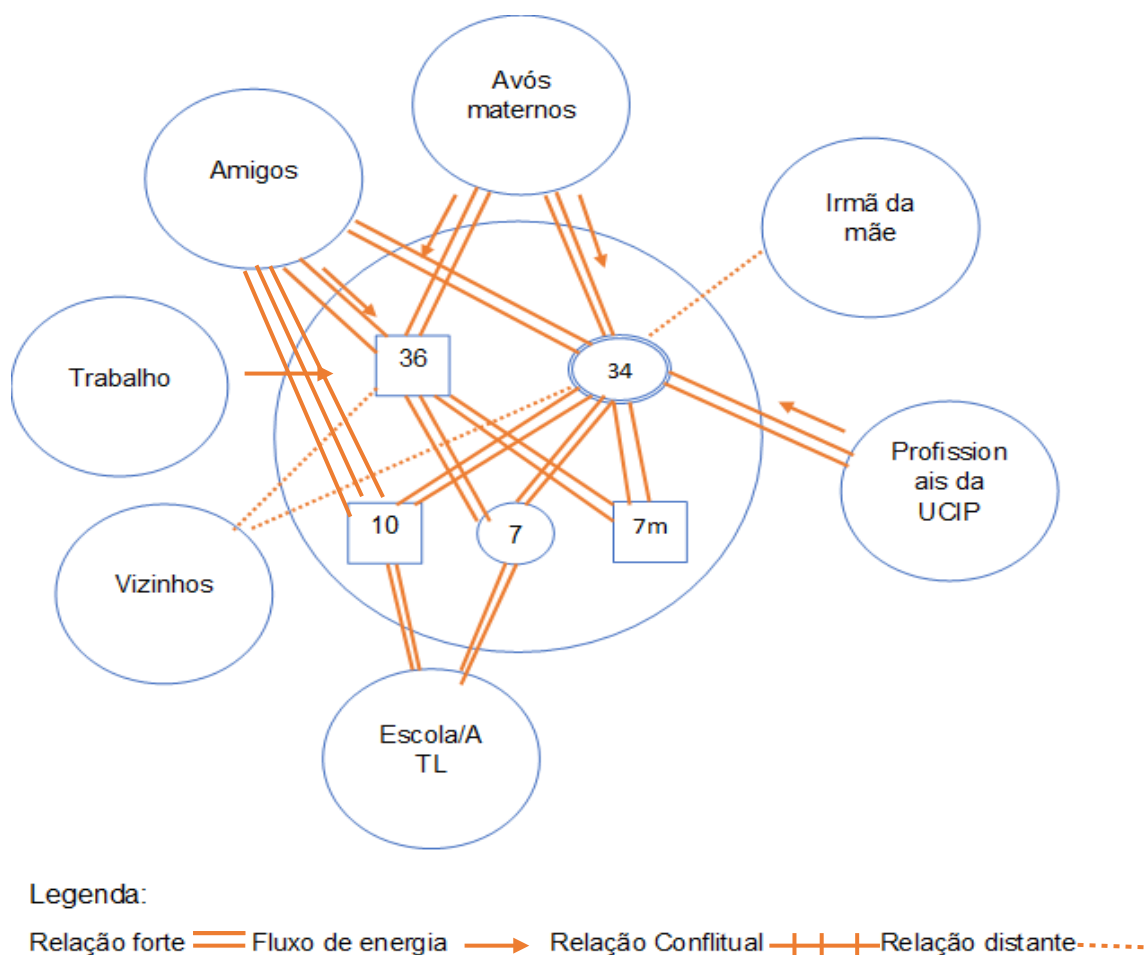 Avós
maternos
Amigos
Irmã da
mãe
36
34
Trabalho
Profission
ais da
UCIP
10
7
7m
Vizinhos
Escola/A
TL
Legenda:
Relação forte Fluxo de energia Relação Conflitual Relação distante